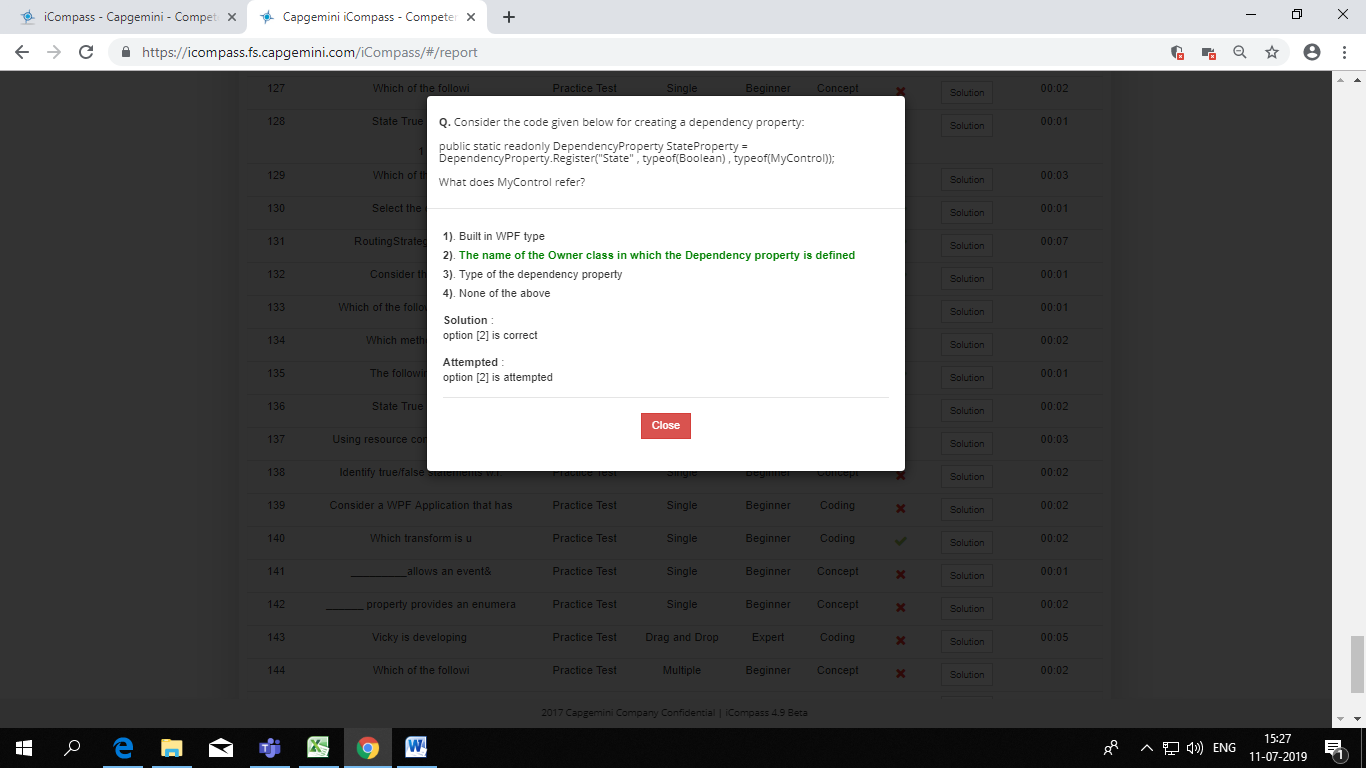 iCompass - Capgemini - Compet
Capgemini iCompass - Competen
https://icompass.fs.capgemini.com/iCompass/#/report
127 Which of the followi Practice Test Single Beginner Concept Solution 00:02
128 State True Solution 00:01
Q. Consider the code given below for creating a dependency property:
public static readonly DependencyProperty StateProperty =
DependencyProperty.Register("State" , typeof(Boolean) , typeof(MyControl));
What does MyControl refer?
1). Built in WPF type
2). The name of the Owner class in which the Dependency property is defined
3). Type of the dependency property
4). None of the above
Solution :
option [2] is correct
Attempted :
option [2] is attempted
Close
129 Which of th Solution 00:03
130 Select the Solution 00:01
131 RoutingStrateg Solution 00:07
132 Consider th Solution 00:01
133 Which of the follo Solution 00:01
134 Which meth Solution 00:02
135 The followin Solution 00:01
136 State True Solution 00:02
137 Using resource con Solution 00:03
138 Identify true/false statements w.r Practice Test Single Beginner Concept Solution 00:02
139 Consider a WPF Application that has Practice Test Single Beginner Coding Solution 00:02
140 Which transform is u Practice Test Single Beginner Coding Solution 00:02
141 __________allows an event& Practice Test Single Beginner Concept Solution 00:01
142 _______ property provides an enumera Practice Test Single Beginner Concept Solution 00:02
143 Vicky is developing Practice Test Drag and Drop Expert Coding Solution 00:05
144 Which of the followi Practice Test Multiple Beginner Concept Solution 00:02
2017 Capgemini Company Confidential | iCompass 4.9 Beta
ENG
15:27
11-07-2019
1